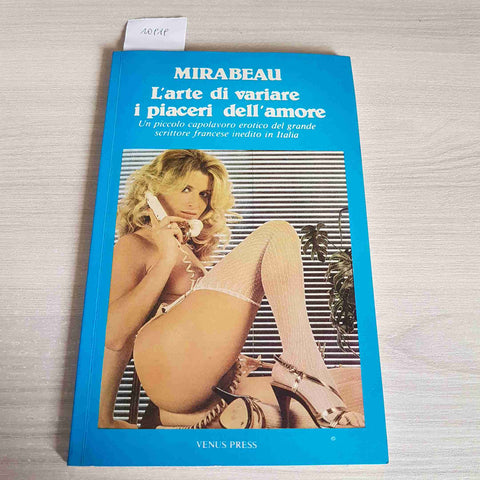 MIRABEAU
L'arte di variare
i piaceri dell'amore
Un piccolo capolavoro erotico del grande
scrittore francese inedito in Italia
VENUS PRESS